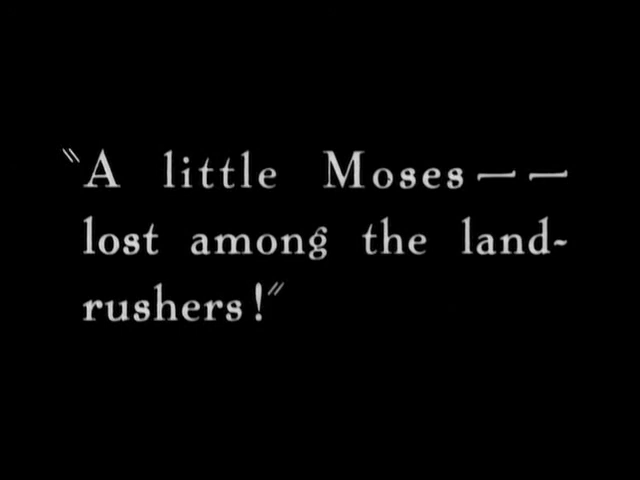 "A little Moses——
lost among the land-
rushers!"